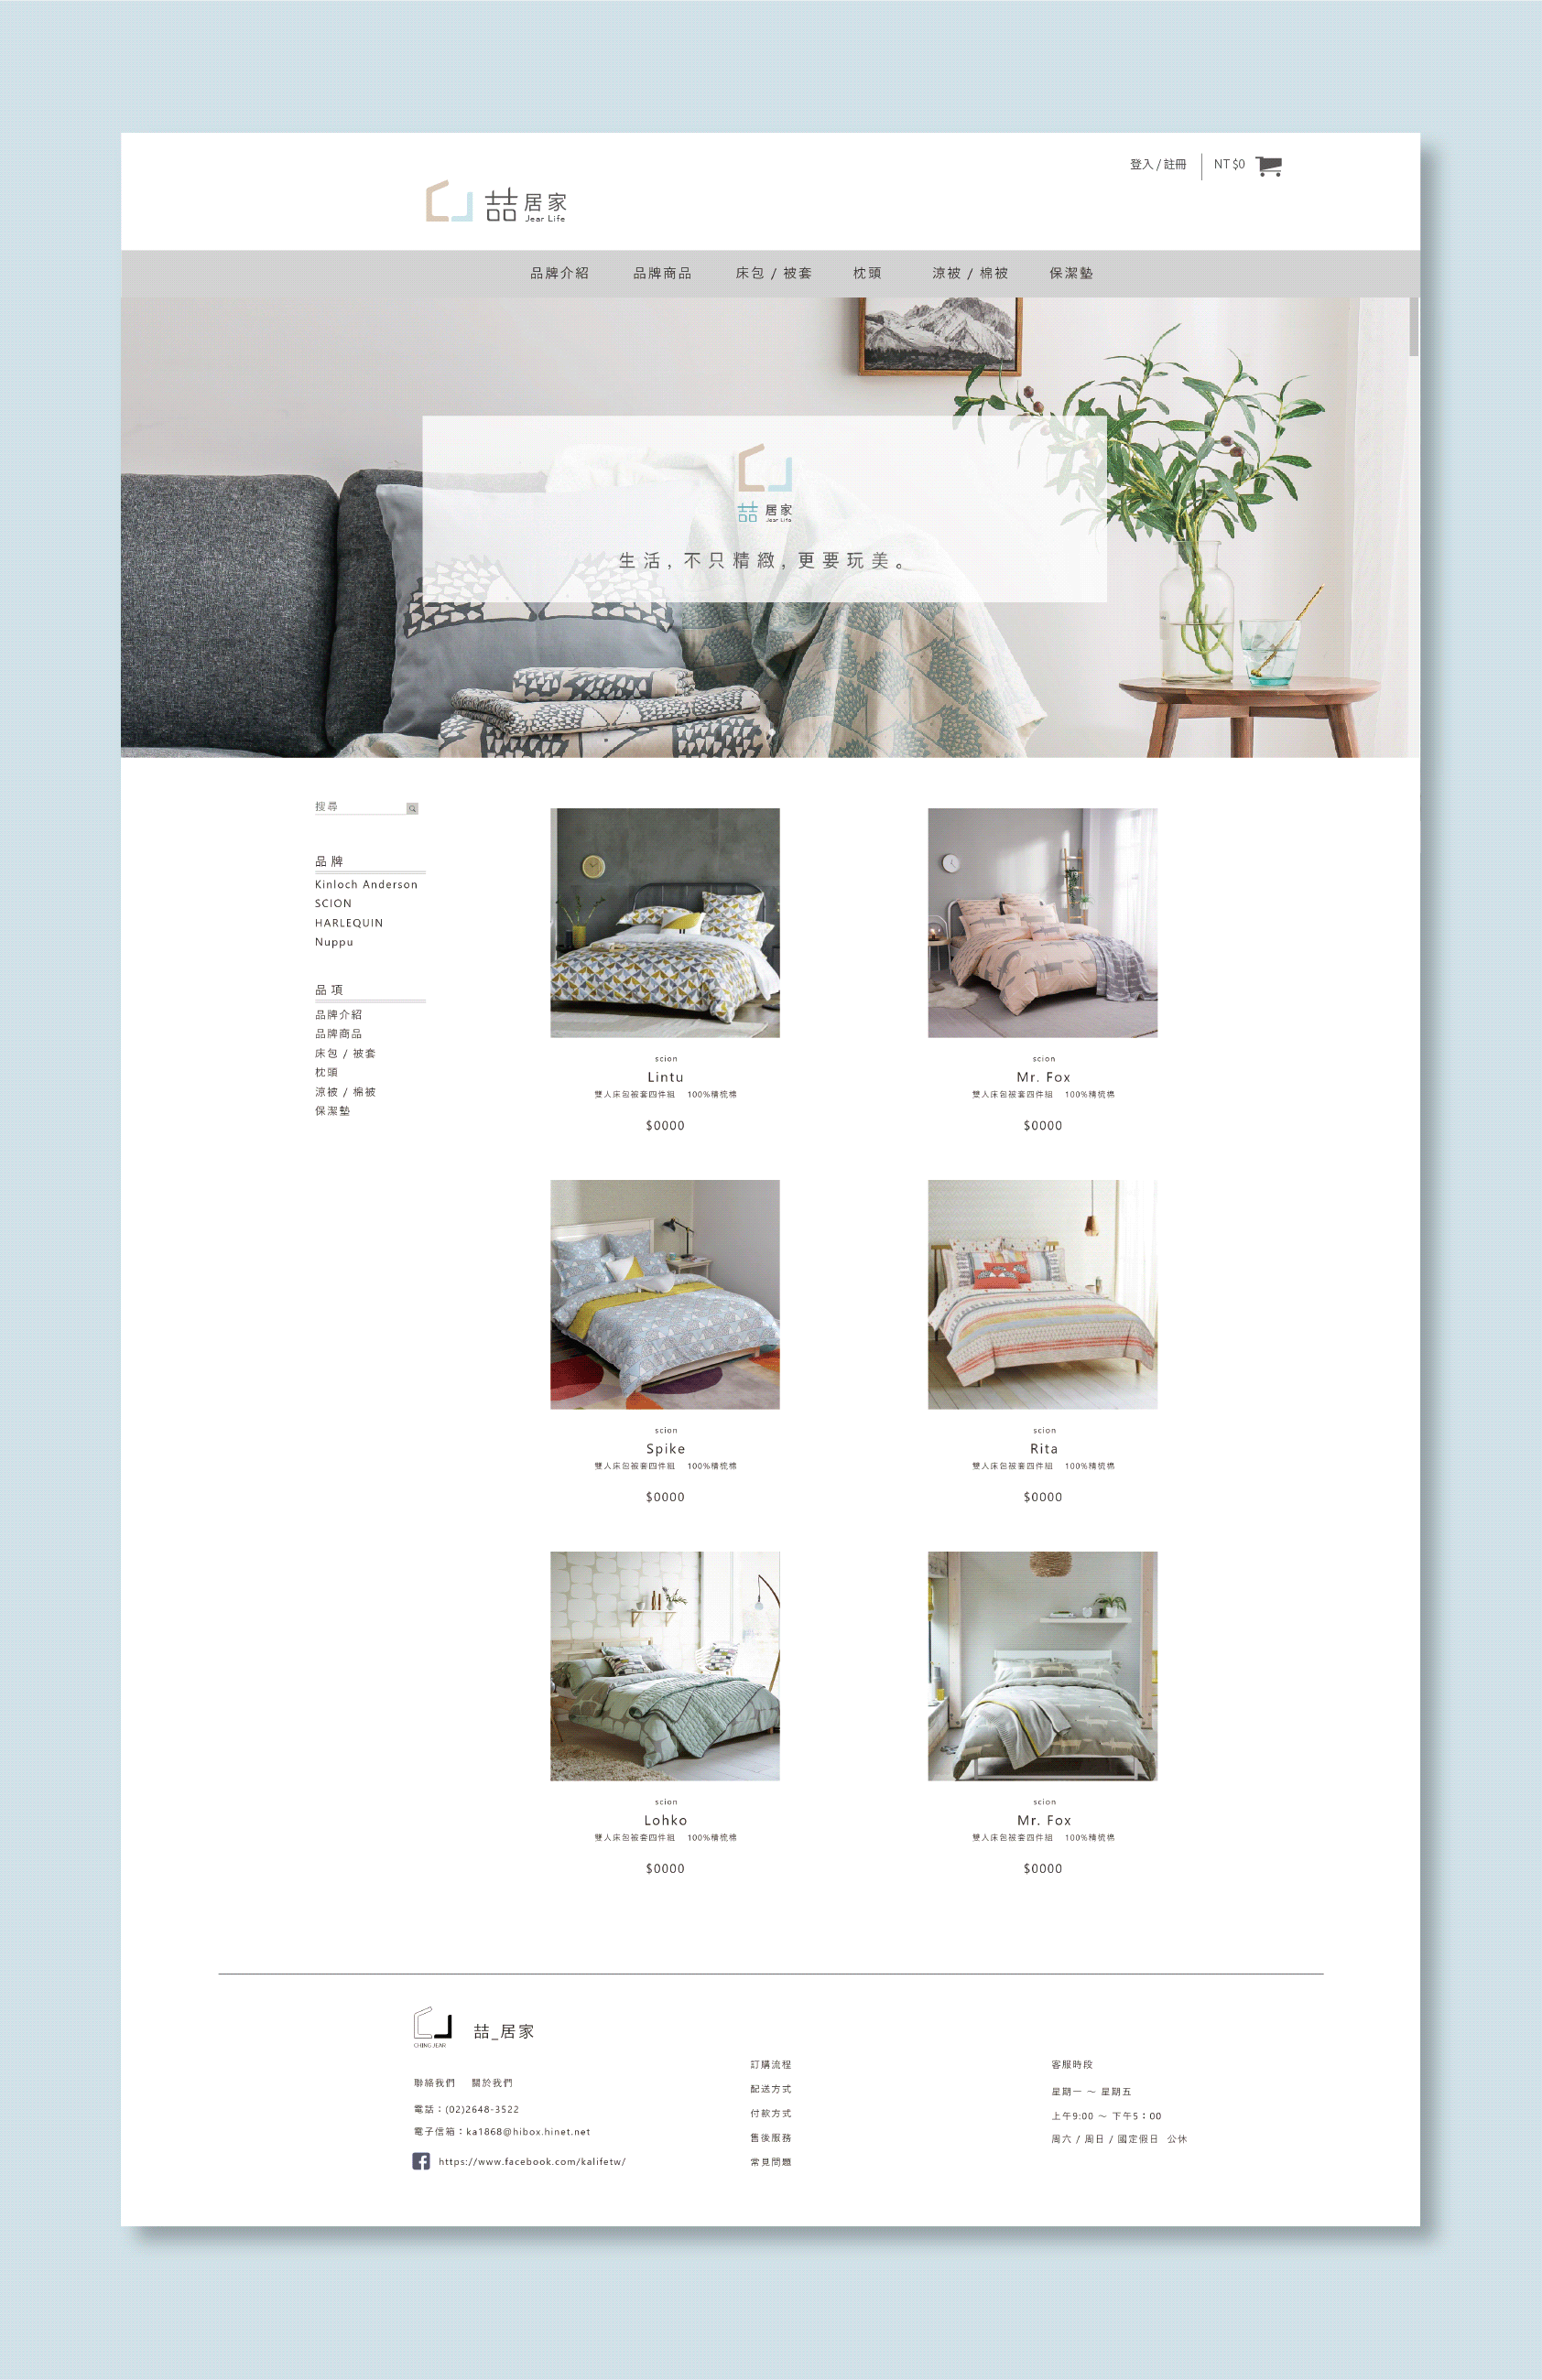 登入 / 註冊
NT $0
喆居家
Jear Life
品牌介紹 品牌商品 床包 / 被套 枕頭 涼被 / 棉被 保潔墊
喆居家
Jear Life
生活, 不只精緻, 更要玩美。
搜尋
品牌
Kinloch Anderson
SCION
HARLEQUIN
Nuppu
品項
品牌介紹
品牌商品
床包 / 被套
枕頭
涼被 / 棉被
保潔墊
scion
Lintu
雙人床包被套四件組 100%精梳棉
$0000
scion
Mr. Fox
雙人床包被套四件組 100%精梳棉
$0000
scion
Spike
雙人床包被套四件組 100%精梳棉
$0000
scion
Rita
雙人床包被套四件組 100%精梳棉
$0000
scion
Lohko
雙人床包被套四件組 100%精梳棉
$0000
scion
Mr. Fox
雙人床包被套四件組 100%精梳棉
$0000
CHING JEAR
喆_居家
聯絡我們 關於我們
電話：(02)2648-3522
電子信箱：ka1868@hibox.hinet.net
https://www.facebook.com/kalifetw/
訂購流程
配送方式
付款方式
售後服務
常見問題
客服時段
星期一 ～ 星期五
上午9:00 ～ 下午5：00
周六 / 周日 / 國定假日 公休